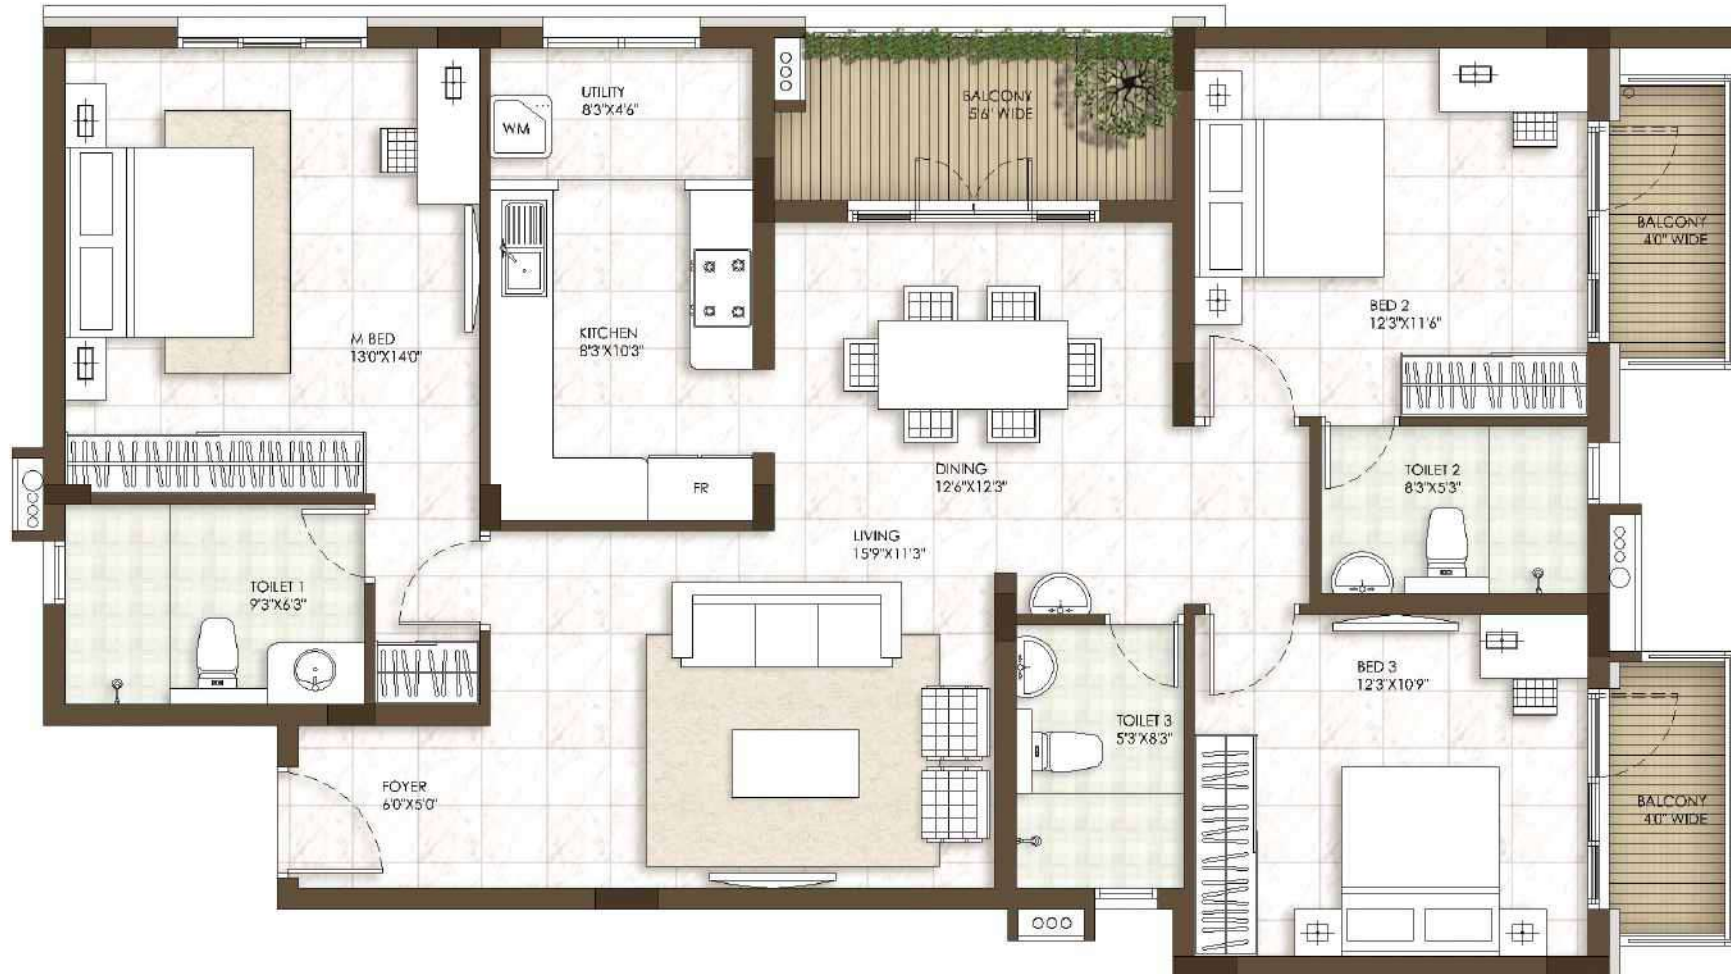 UTILITY
8'3"X4'6"
WM
BALCONY
5'6" WIDE
BALCONY
4'0" WIDE
BED 2
12'3"X11'6"
M BED
13'0"X14'0"
KITCHEN
8'3"X10'3"
FR
DINING
12'6"X12'3"
TOILET 2
8'3"X5'3"
LIVING
15'9"X11'3"
TOILET 1
9'3"X6'3"
BED 3
12'3"X10'9"
TOILET 3
5'3"X8'3"
FOYER
6'0"X5'0"
BALCONY
4'0" WIDE